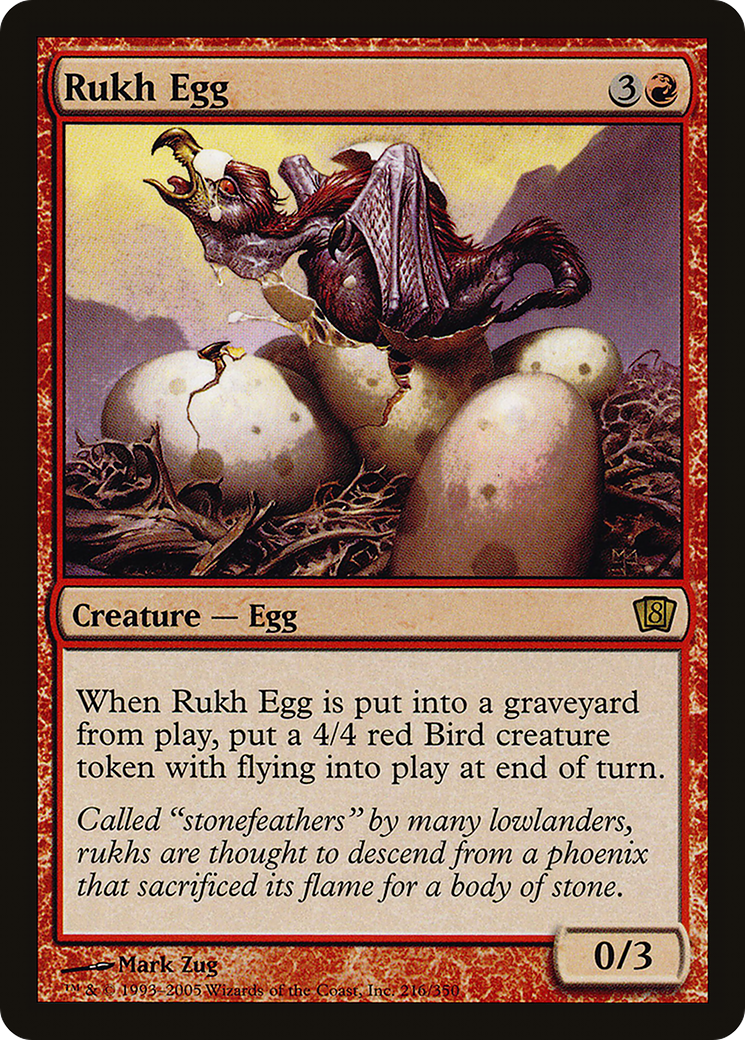 Rukh Egg 3
Creature — Egg 8
When Rukh Egg is put into a graveyard
from play, put a 4/4 red Bird creature
token with flying into play at end of turn.
Called “stonefeathers” by many lowlanders,
rukhs are thought to descend from a phoenix
that sacrificed its flame for a body of stone.
0/3
Mark Zug
™ & © 1993–2005 Wizards of the Coast, Inc. 216/350